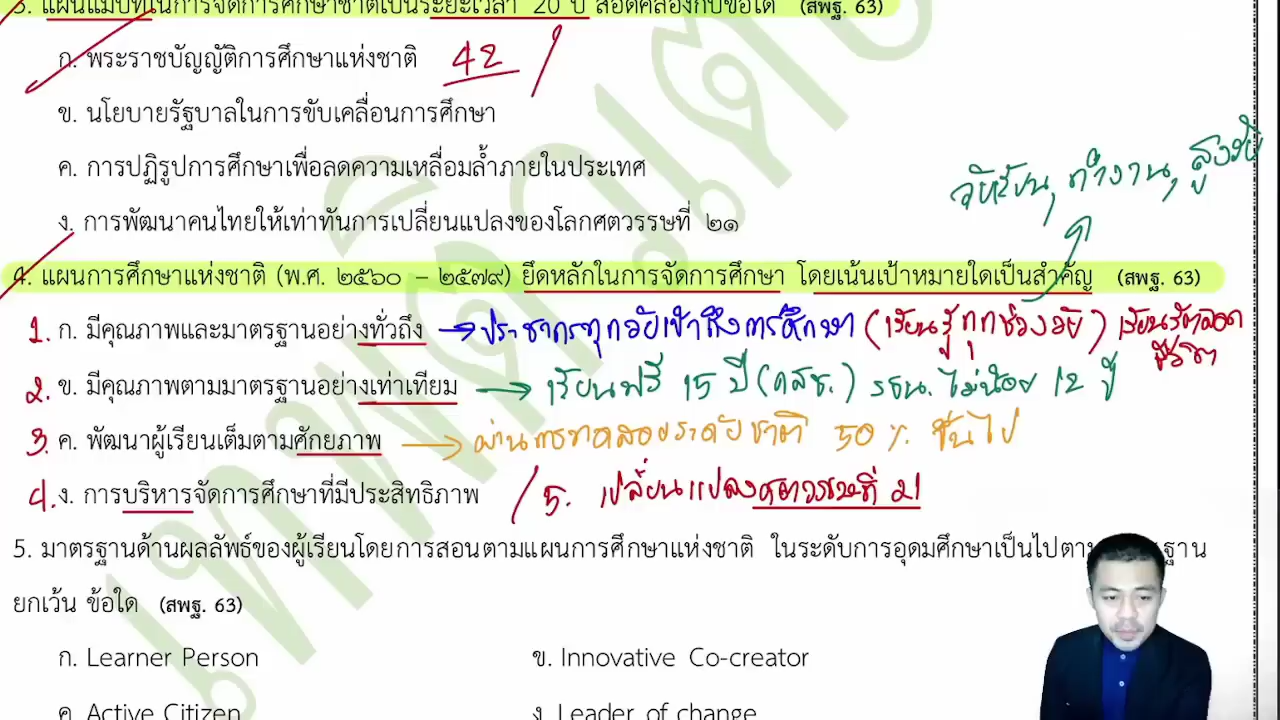 3. แผนแม่บทในการจัดการศึกษาชาติเป็นระยะเวลา 20 ปี สอดคล้องกับข้อใด (สพฐ. 63)
ก. พระราชบัญญัติการศึกษาแห่งชาติ 42
ข. นโยบายรัฐบาลในการขับเคลื่อนการศึกษา
ค. การปฏิรูปการศึกษาเพื่อลดความเหลื่อมล้ำภายในประเทศ
วัยเรียน, ทำงาน, สูงวัย
ง. การพัฒนาคนไทยให้เท่าทันการเปลี่ยนแปลงของโลกศตวรรษที่ ๒๑
4. แผนการศึกษาแห่งชาติ (พ.ศ. ๒๕๖๐ – ๒๕๗๙) ยึดหลักในการจัดการศึกษา โดยเน้นเป้าหมายใดเป็นสำคัญ (สพฐ. 63)
1. ก. มีคุณภาพและมาตรฐานอย่างทั่วถึง → ประชากรทุกวัยเข้าถึงการศึกษา (เรียนรู้ทุกช่วงวัย) เรียนรู้ตลอด
ชีวิต
2. ข. มีคุณภาพตามมาตรฐานอย่างเท่าเทียม → เรียนฟรี 15 ปี (คสช.) รธน. ไม่น้อย 12 ปี
3. ค. พัฒนาผู้เรียนเต็มตามศักยภาพ → ผ่านการทดสอบระดับชาติ 50 % ขึ้นไป
4. ง. การบริหารจัดการศึกษาที่มีประสิทธิภาพ / 5. เปลี่ยนแปลงศตวรรษที่ 21
5. มาตรฐานด้านผลลัพธ์ของผู้เรียนโดยการสอนตามแผนการศึกษาแห่งชาติ ในระดับการอุดมศึกษาเป็นไปตาม ฐาน
ยกเว้น ข้อใด (สพฐ. 63)
ก. Learner Person ข. Innovative Co-creator
ค. Active Citizen ง. Leader of change